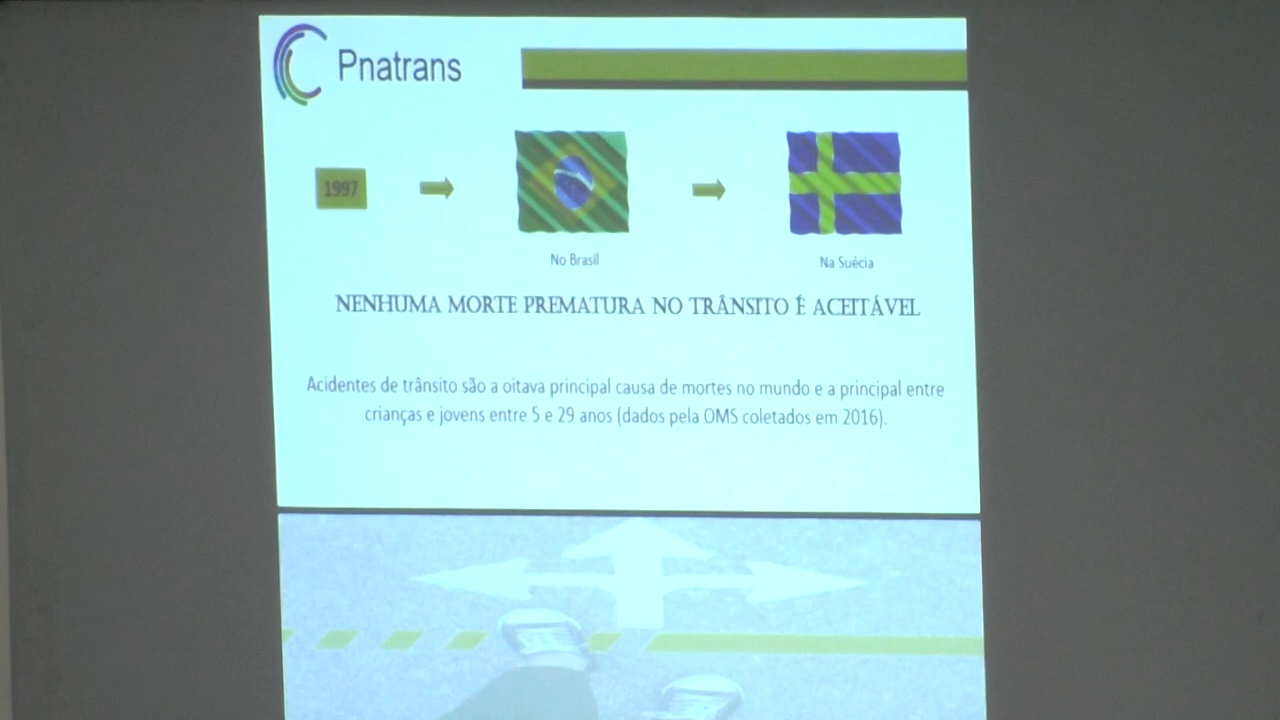 Pnatrans
1997
No Brasil
Na Suécia
NENHUMA MORTE PREMATURA NO TRÂNSITO É ACEITÁVEL
Acidentes de trânsito são a oitava principal causa de mortes no mundo e a principal entre
crianças e jovens entre 5 e 29 anos (dados pela OMS coletados em 2016).